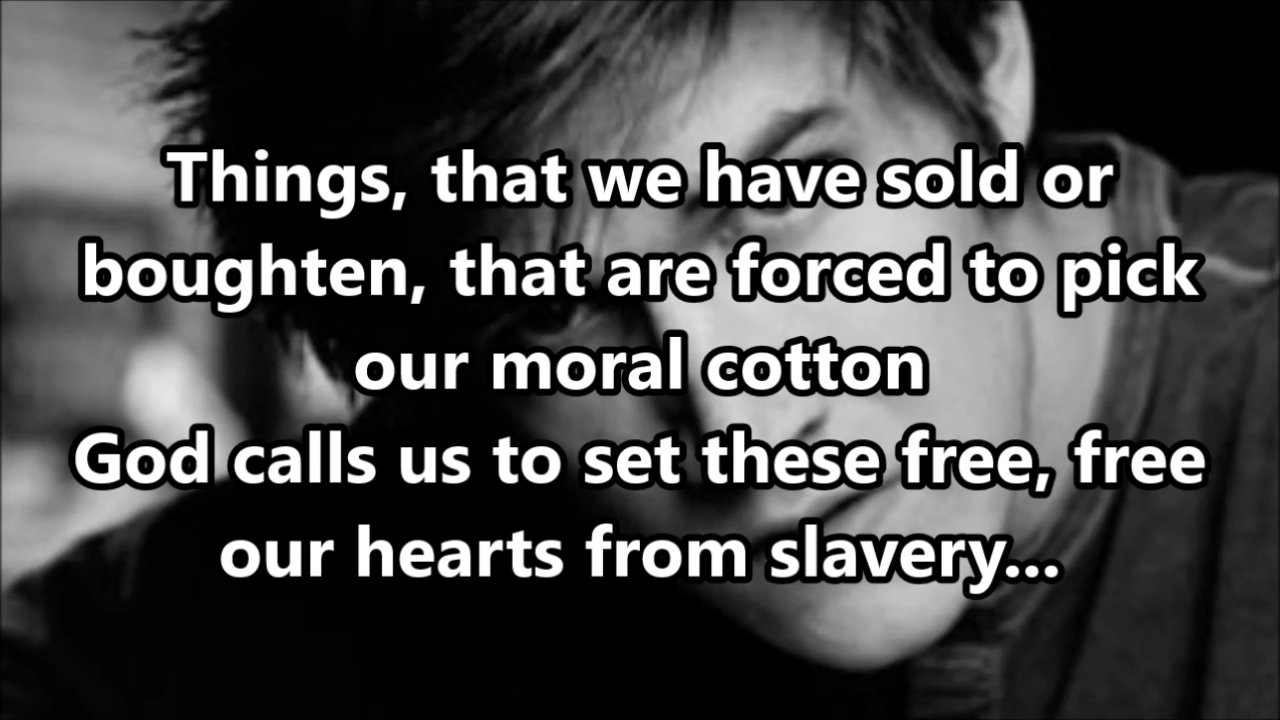 Things, that we have sold or
boughten, that are forced to pick
our moral cotton
God calls us to set these free, free
our hearts from slavery...